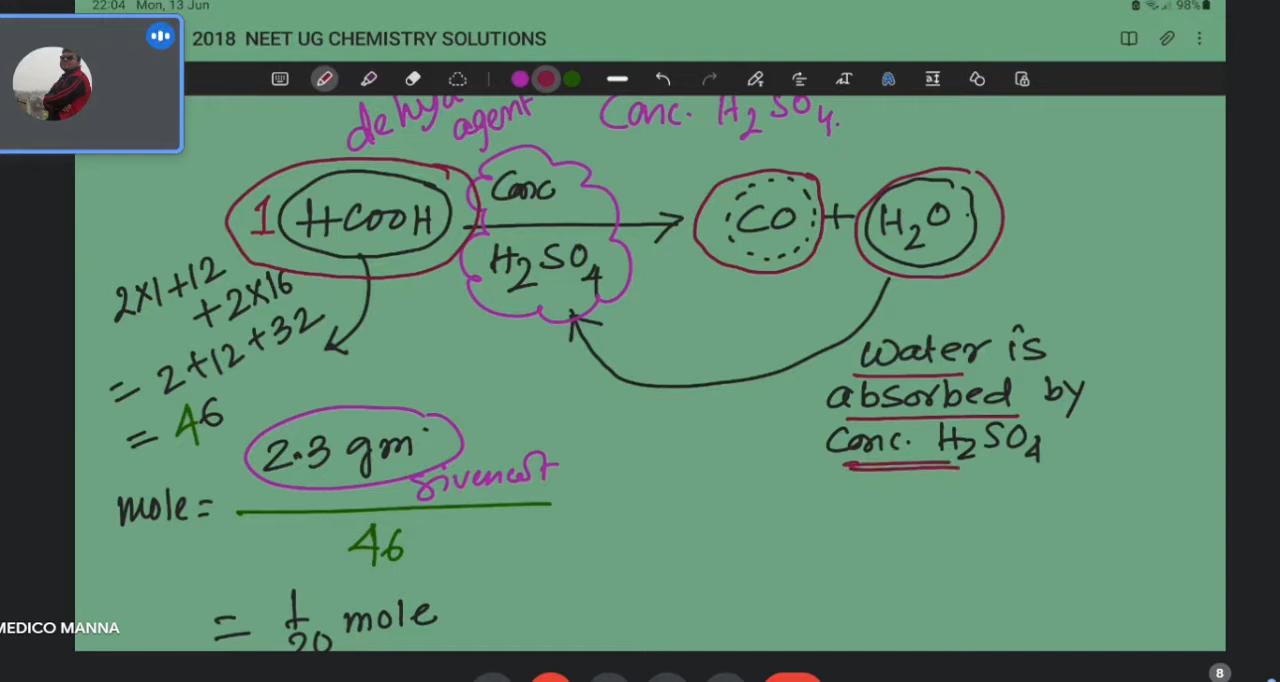 22:04 Mon, 13 Jun 98%
2018 NEET UG CHEMISTRY SOLUTIONS
agent Conc. H2SO4.
1 HCOOH Conc CO + H2O
H2SO4
2×1+12
+2×16
= 2+12+32
= 46
Water is
absorbed by
Conc. H2SO4
2.3 gm
mole =
46
= 1/20 mole
MEDICO MANNA
8